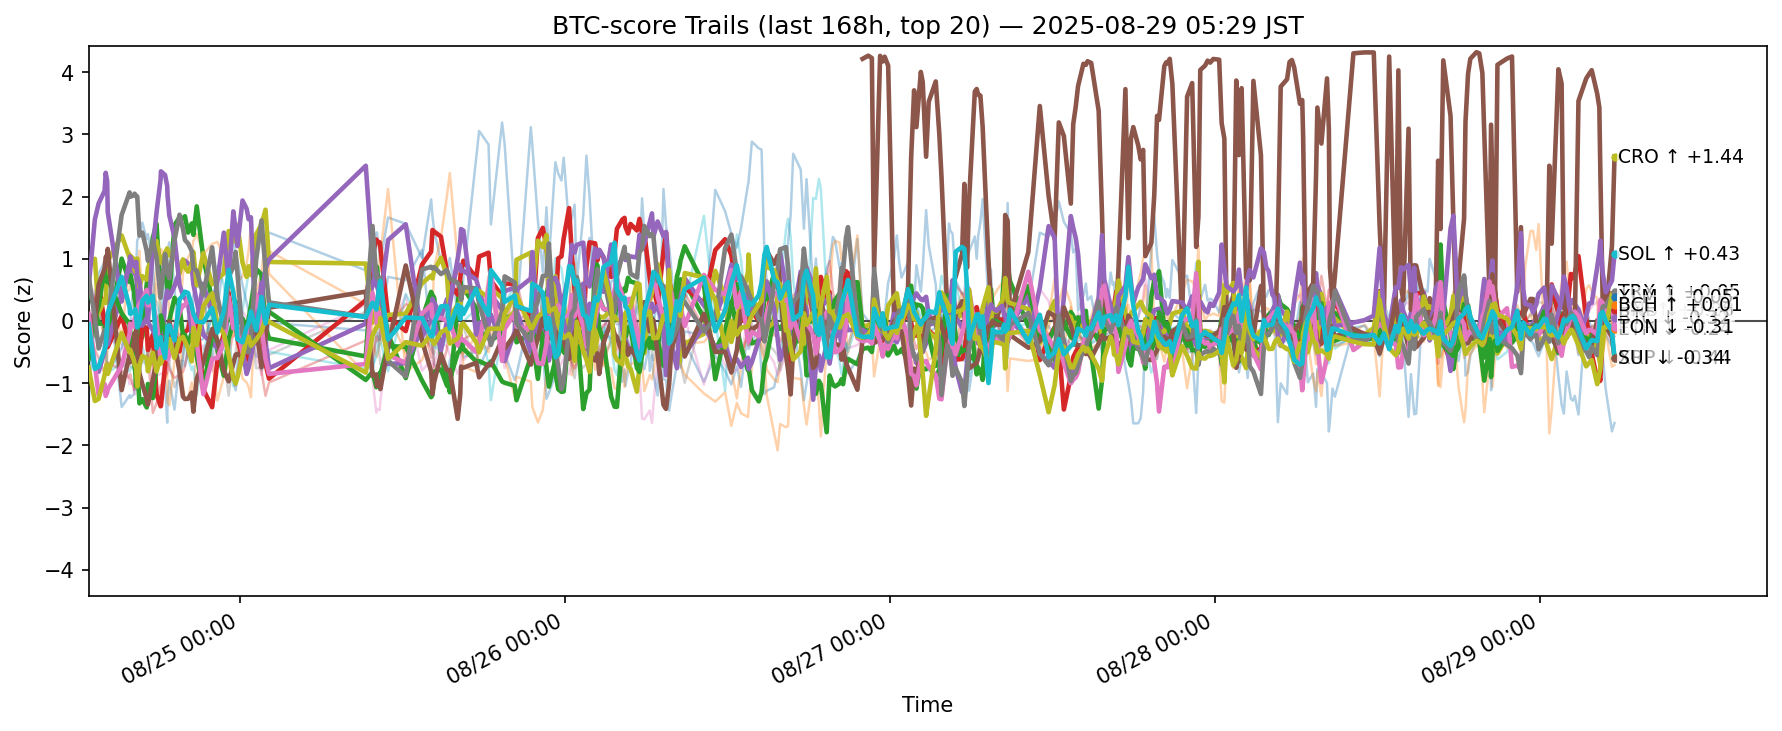 BTC-score Trails (last 168h, top 20) — 2025-08-29 05:29 JST
Score (z)
4
3
2
1
0
−1
−2
−3
−4
CRO ↑ +1.44
SOL ↑ +0.43
BCH ↑ +0.01
TON ↓ -0.31
↓ -0.34
08/25 00:00
08/26 00:00
08/27 00:00
08/28 00:00
08/29 00:00
Time